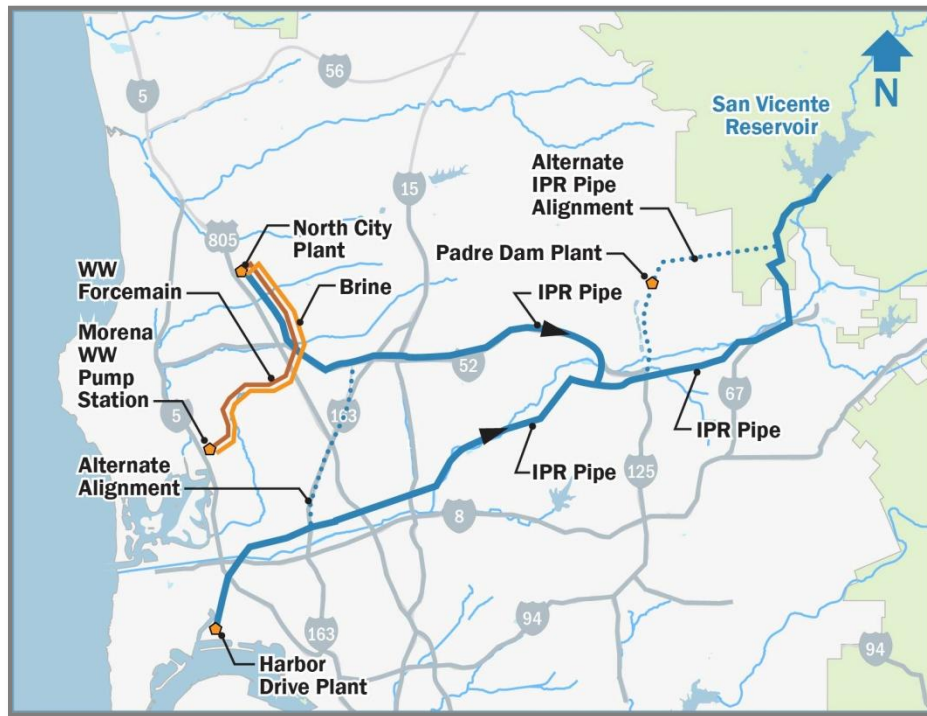 56
5
N
San Vicente
Reservoir
Alternate
IPR Pipe
Alignment
15
805
North City
Plant
Padre Dam Plant
WW
Forcemain
Brine
IPR Pipe
Morena
WW
Pump
Station
52
67
5
163
IPR Pipe
Alternate
Alignment
IPR Pipe
125
8
94
163
94
Harbor
Drive Plant